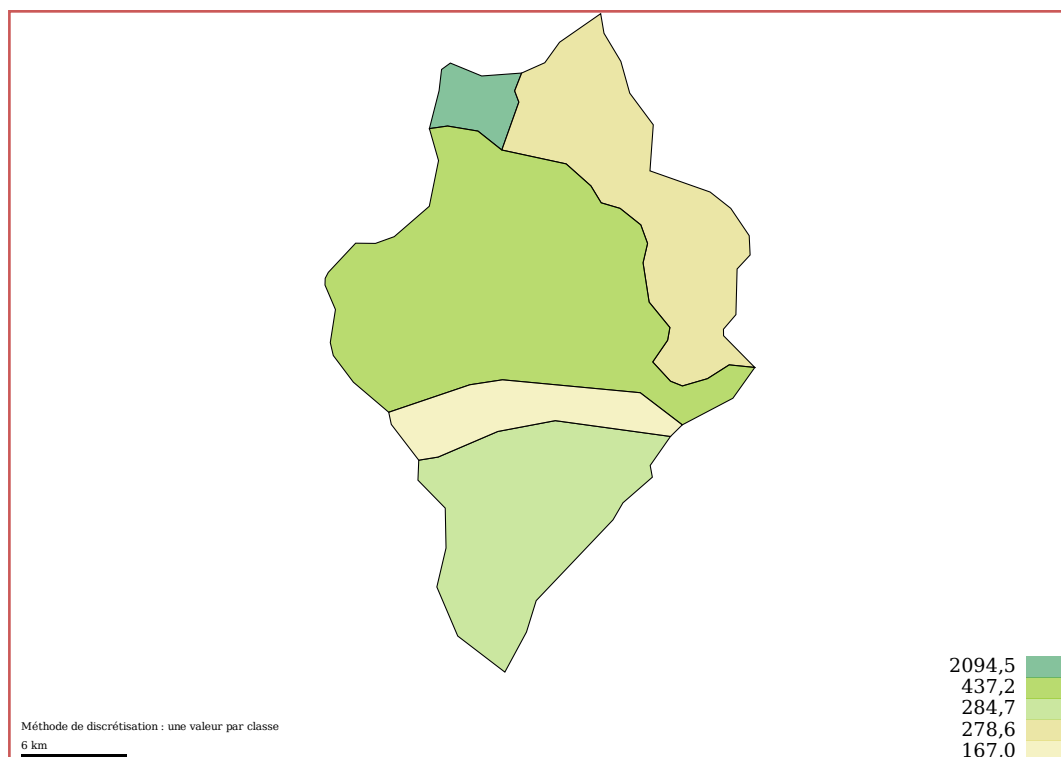 2094,5
437,2
284,7
278,6
167,0
Méthode de discrétisation : une valeur par classe
6 km